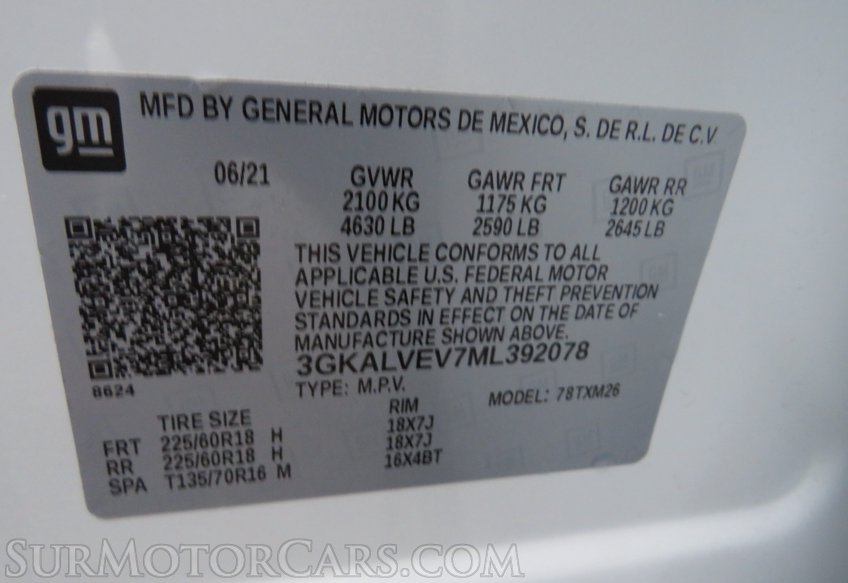 gm
MFD BY GENERAL MOTORS DE MEXICO, S. DE R.L. DE C.V
06/21 GVWR GAWR FRT GAWR RR
2100 KG 1175 KG 1200 KG
4630 LB 2590 LB 2645 LB
THIS VEHICLE CONFORMS TO ALL
APPLICABLE U.S. FEDERAL MOTOR
VEHICLE SAFETY AND THEFT PREVENTION
STANDARDS IN EFFECT ON THE DATE OF
MANUFACTURE SHOWN ABOVE.
3GKALVEV7ML392078
8624
TYPE: M.P.V. MODEL: 78TXM26
TIRE SIZE RIM
FRT 225/60R18 H 18X7J
RR 225/60R18 H 18X7J
SPA T135/70R16 M 16X4BT
SURMOTORCARS.COM